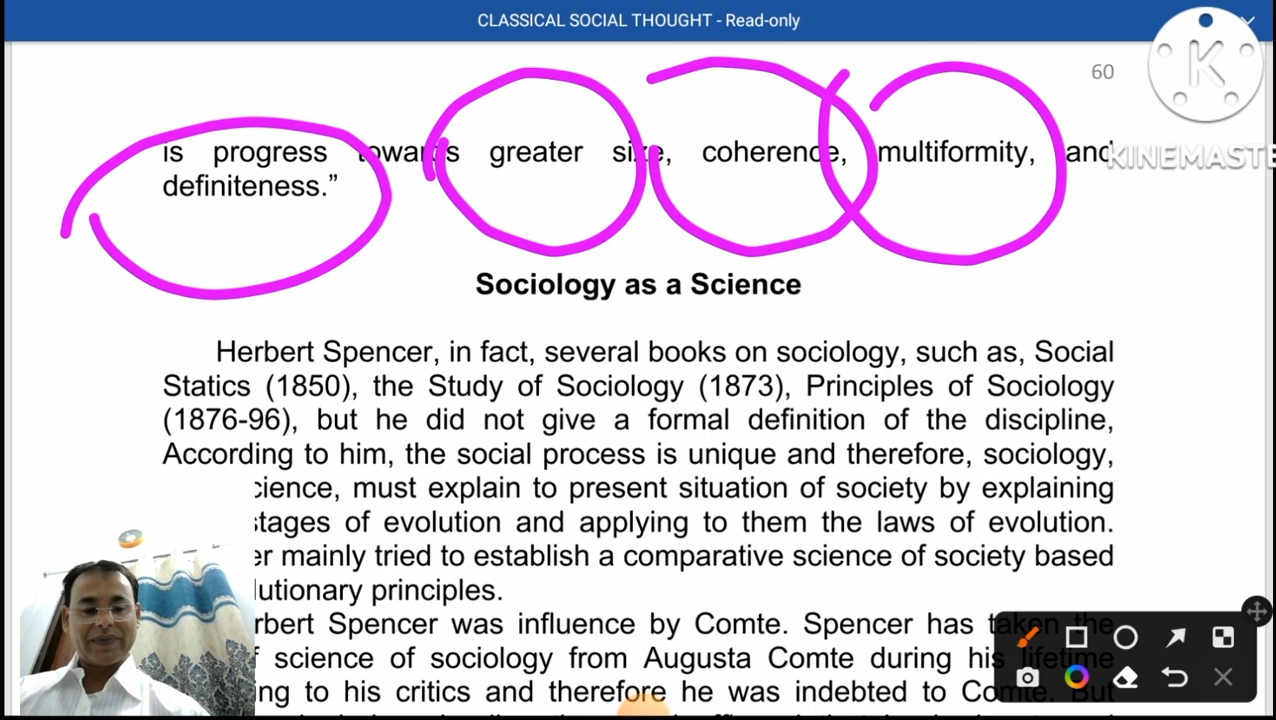 CLASSICAL SOCIAL THOUGHT - Read-only
60
is progress towards greater size, coherence, multiformity, and
definiteness.”
K
KINEMASTE
Sociology as a Science
Herbert Spencer, in fact, several books on sociology, such as, Social
Statics (1850), the Study of Sociology (1873), Principles of Sociology
(1876-96), but he did not give a formal definition of the discipline,
According to him, the social process is unique and therefore, sociology,
cience, must explain to present situation of society by explaining
stages of evolution and applying to them the laws of evolution.
er mainly tried to establish a comparative science of society based
lutionary principles.
rbert Spencer was influence by Comte. Spencer has taken the
f science of sociology from Augusta Comte during his lifetime
ng to his critics and therefore he was indebted to Comte. But